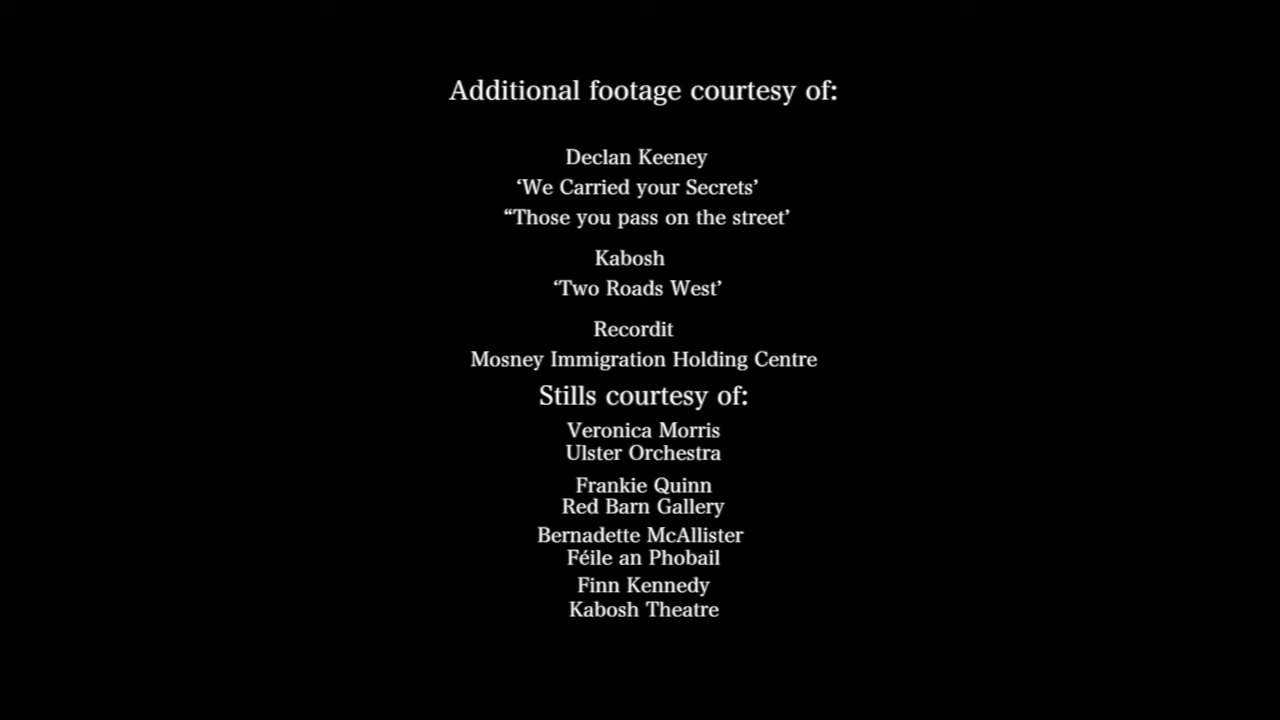 Additional footage courtesy of:
Declan Keeney
‘We Carried your Secrets’
“Those you pass on the street’
Kabosh
‘Two Roads West’
Recordit
Mosney Immigration Holding Centre
Stills courtesy of:
Veronica Morris
Ulster Orchestra
Frankie Quinn
Red Barn Gallery
Bernadette McAllister
Féile an Phobail
Finn Kennedy
Kabosh Theatre